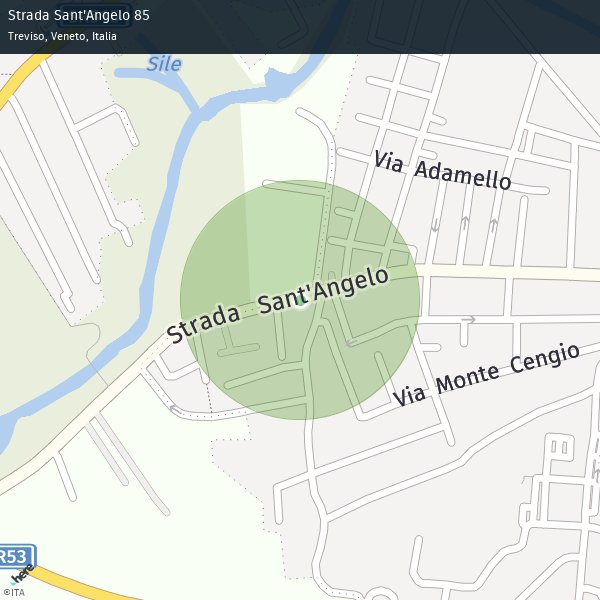 Strada Sant'Angelo 85
Treviso, Veneto, Italia
Sile
Via Adamello
Strada Sant'Angelo
Via Monte Cengio
R53
here
©ITA